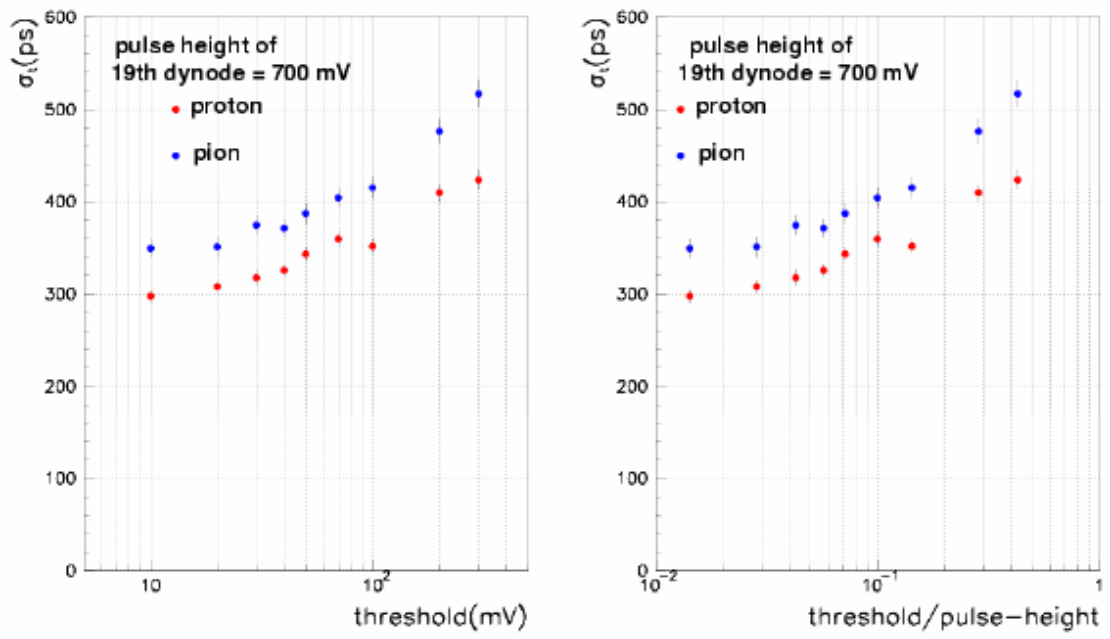 600
500
400
300
200
100
0
σt(ps)
pulse height of
19th dynode = 700 mV
proton
pion
10
10²
threshold(mV)
600
500
400
300
200
100
0
σt(ps)
pulse height of
19th dynode = 700 mV
proton
pion
10⁻²
10⁻¹
1
threshold/pulse-height